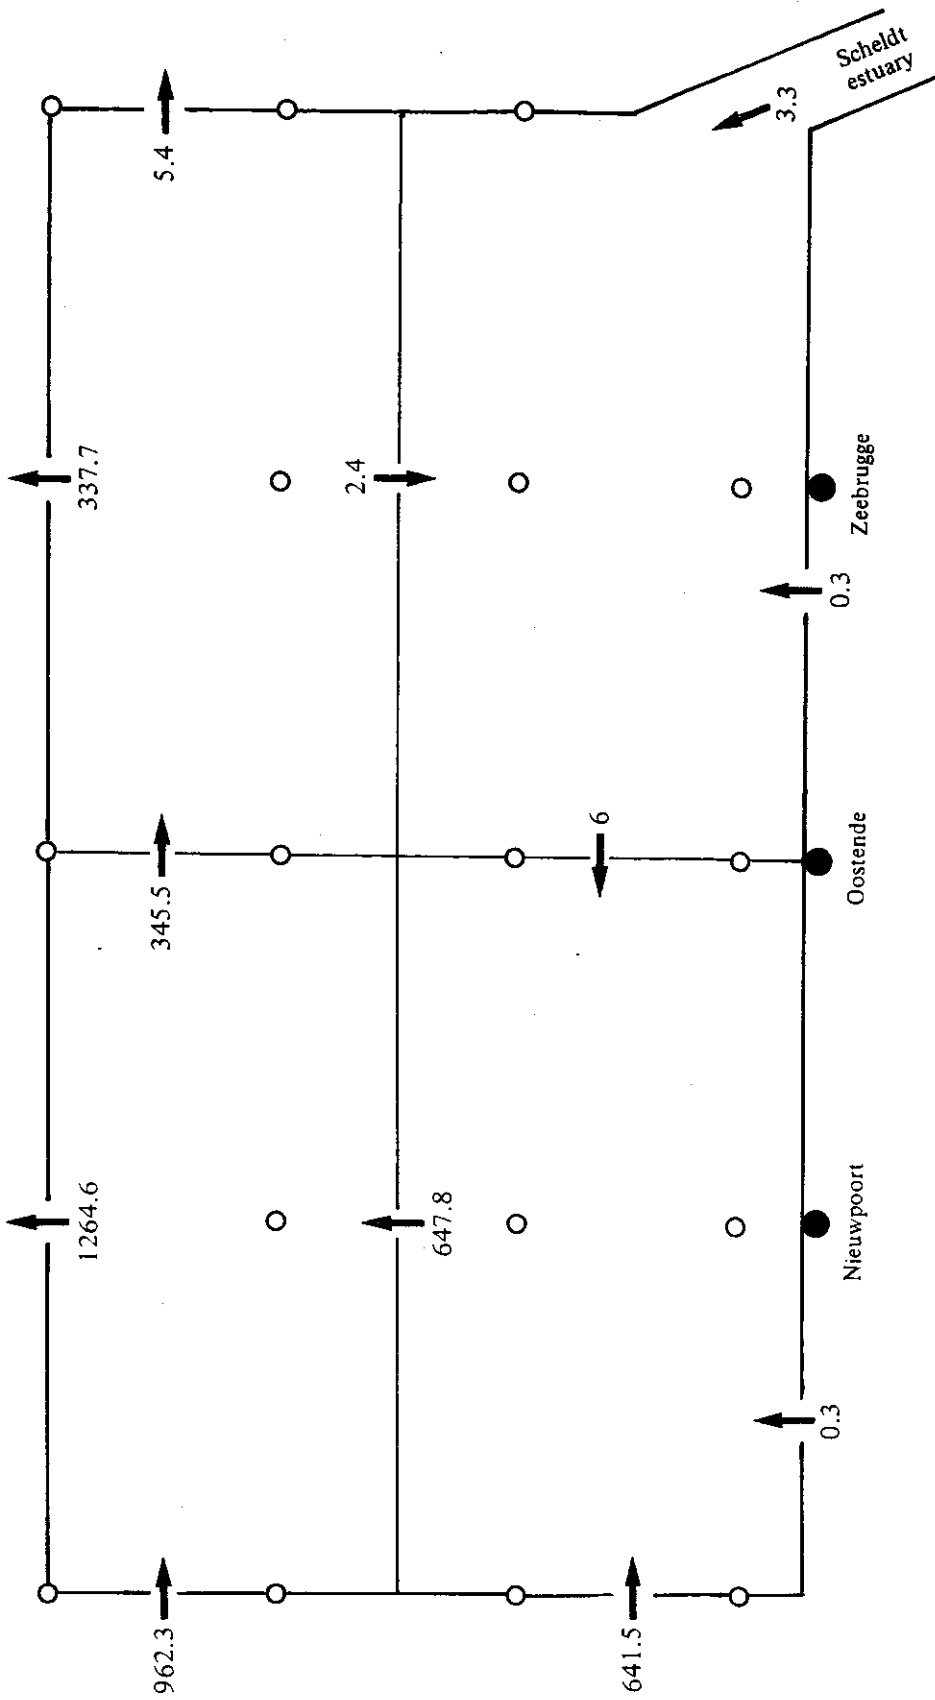 1264.6
337.7
962.3
345.5
5.4
2.4
647.8
6
641.5
3.3
0.3
0.3
Nieuwpoort
Oostende
Zeebrugge
Scheldt
estuary